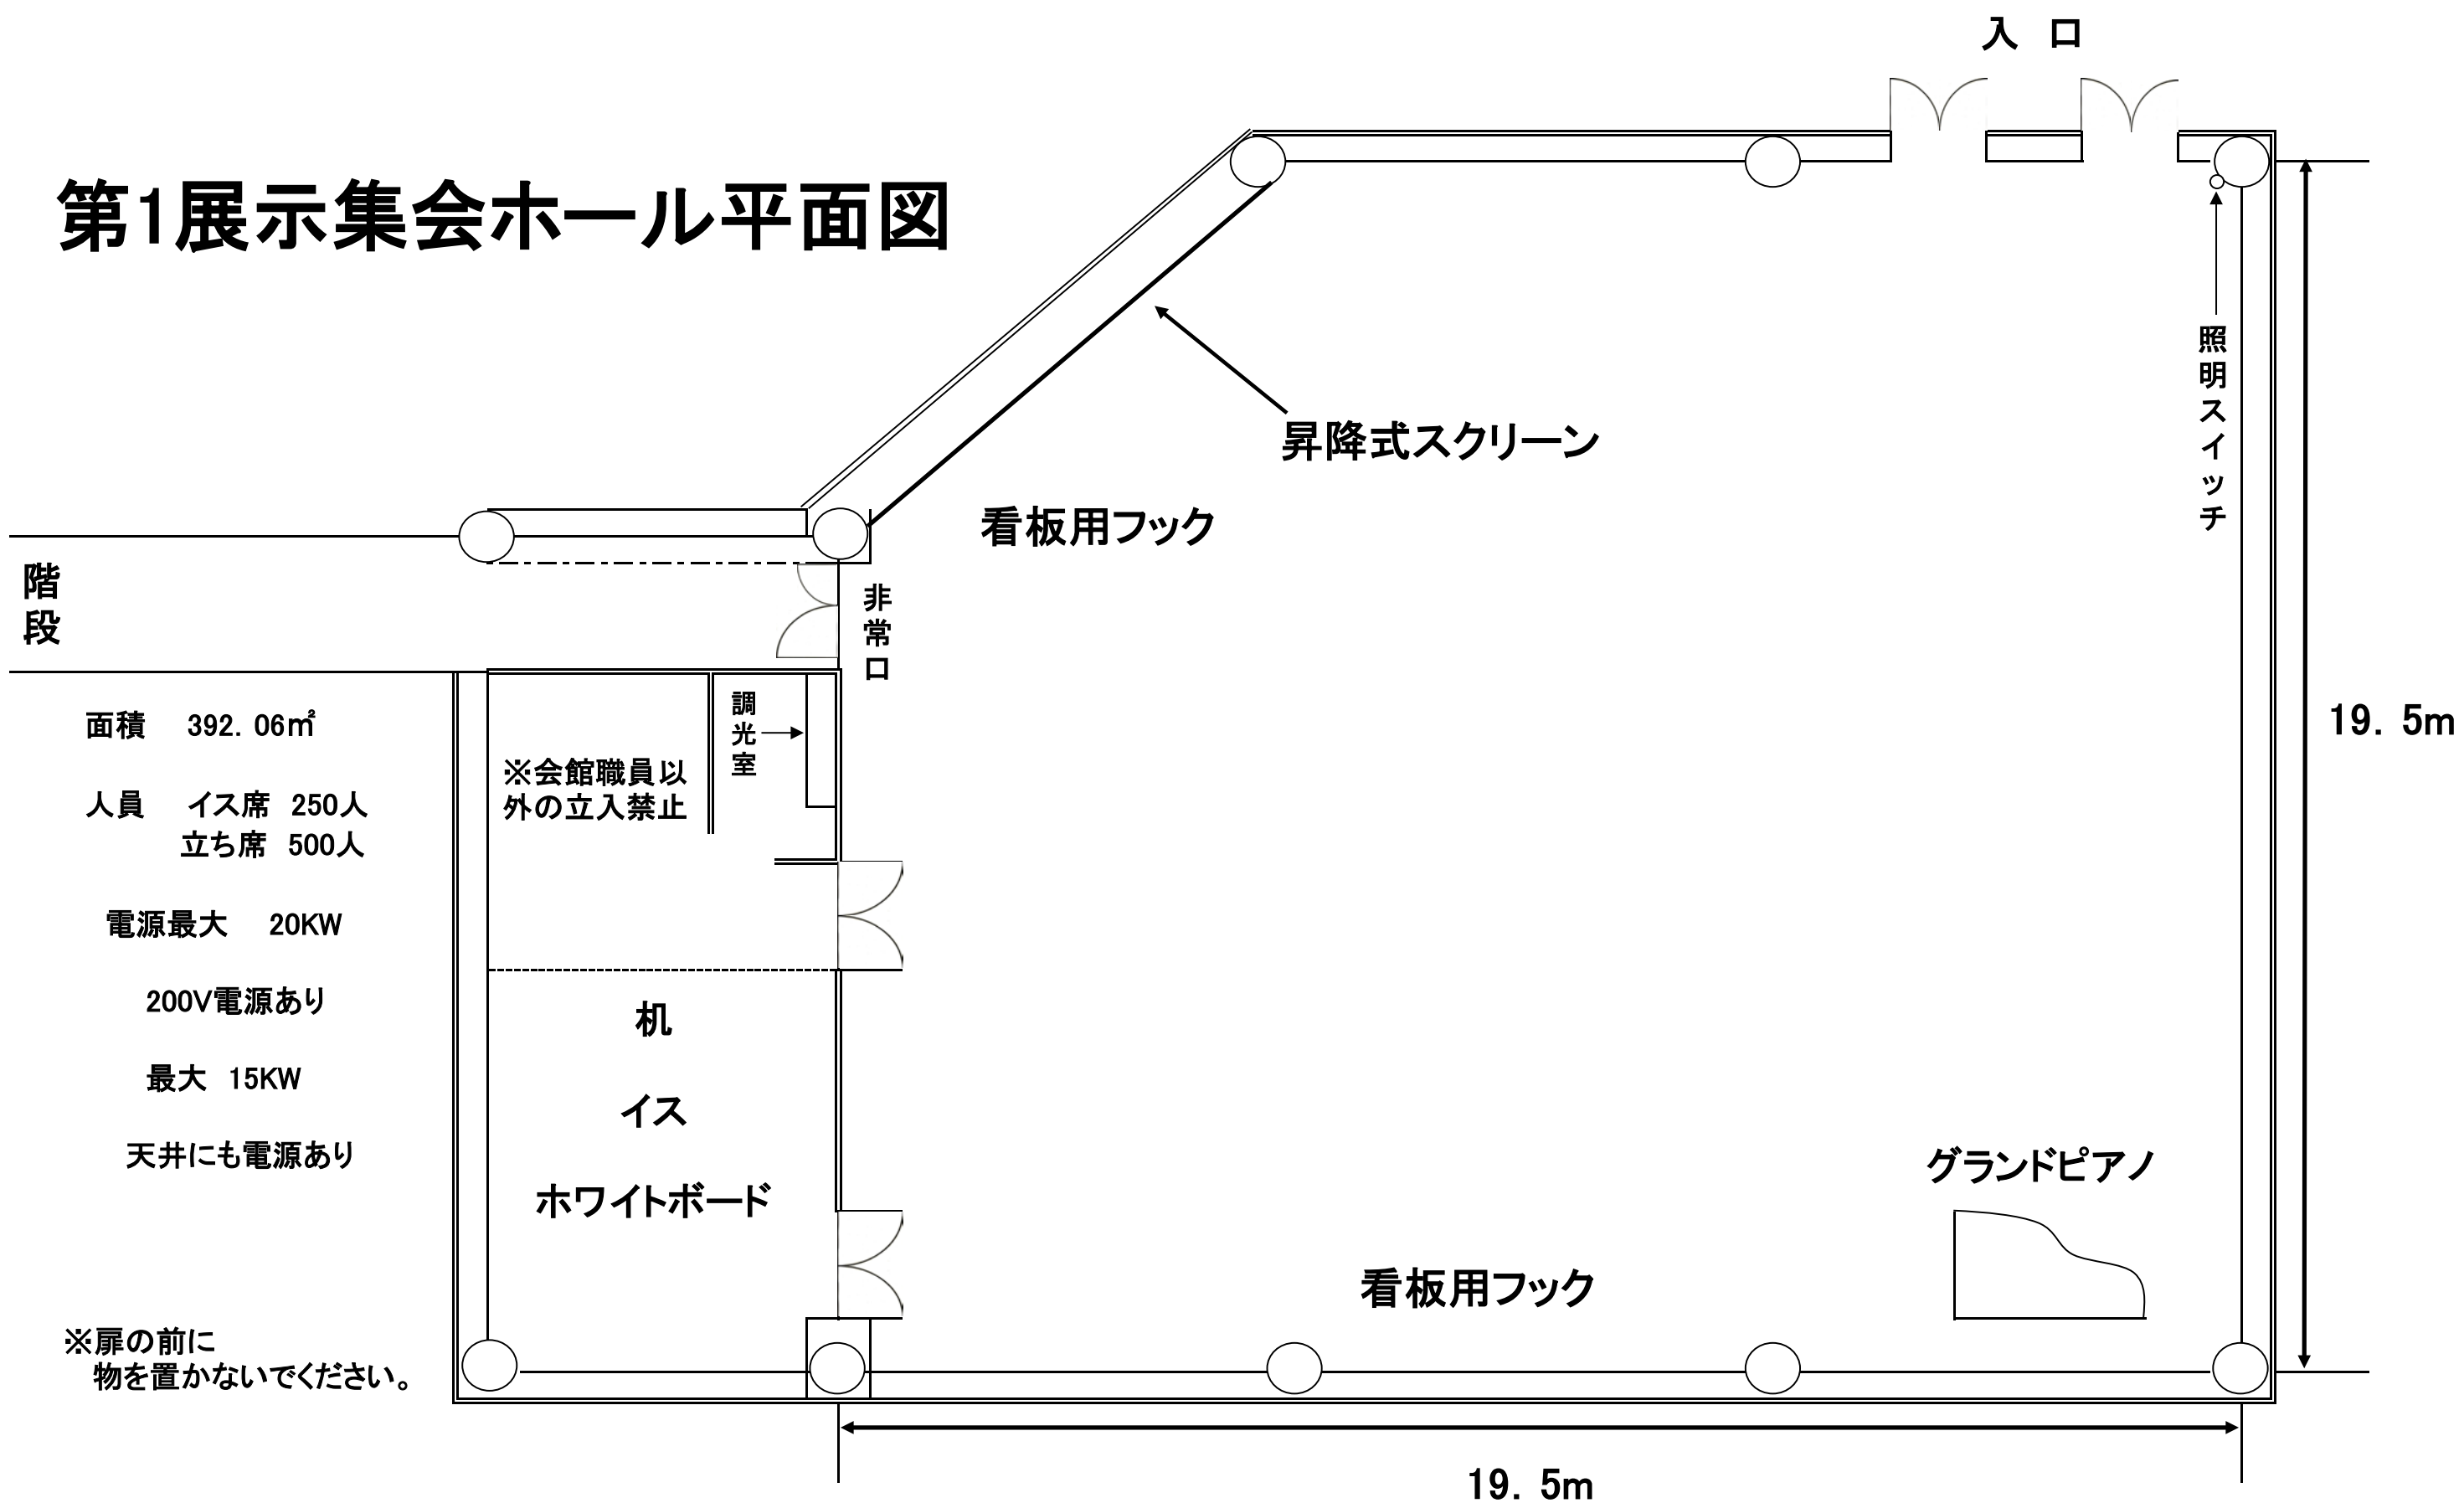 入　口
第1展示集会ホール平面図
照明スイッチ
昇降式スクリーン
看板用フック
階段
非常口
面積　392.06㎡
調光室
19.5m
※会館職員以
外の立入禁止
人員　イス席　250人
立ち席　500人
電源最大　20KW
200V電源あり
机
最大　15KW
イス
天井にも電源あり
グランドピアノ
ホワイトボード
看板用フック
※扉の前に
物を置かないでください。
19.5m